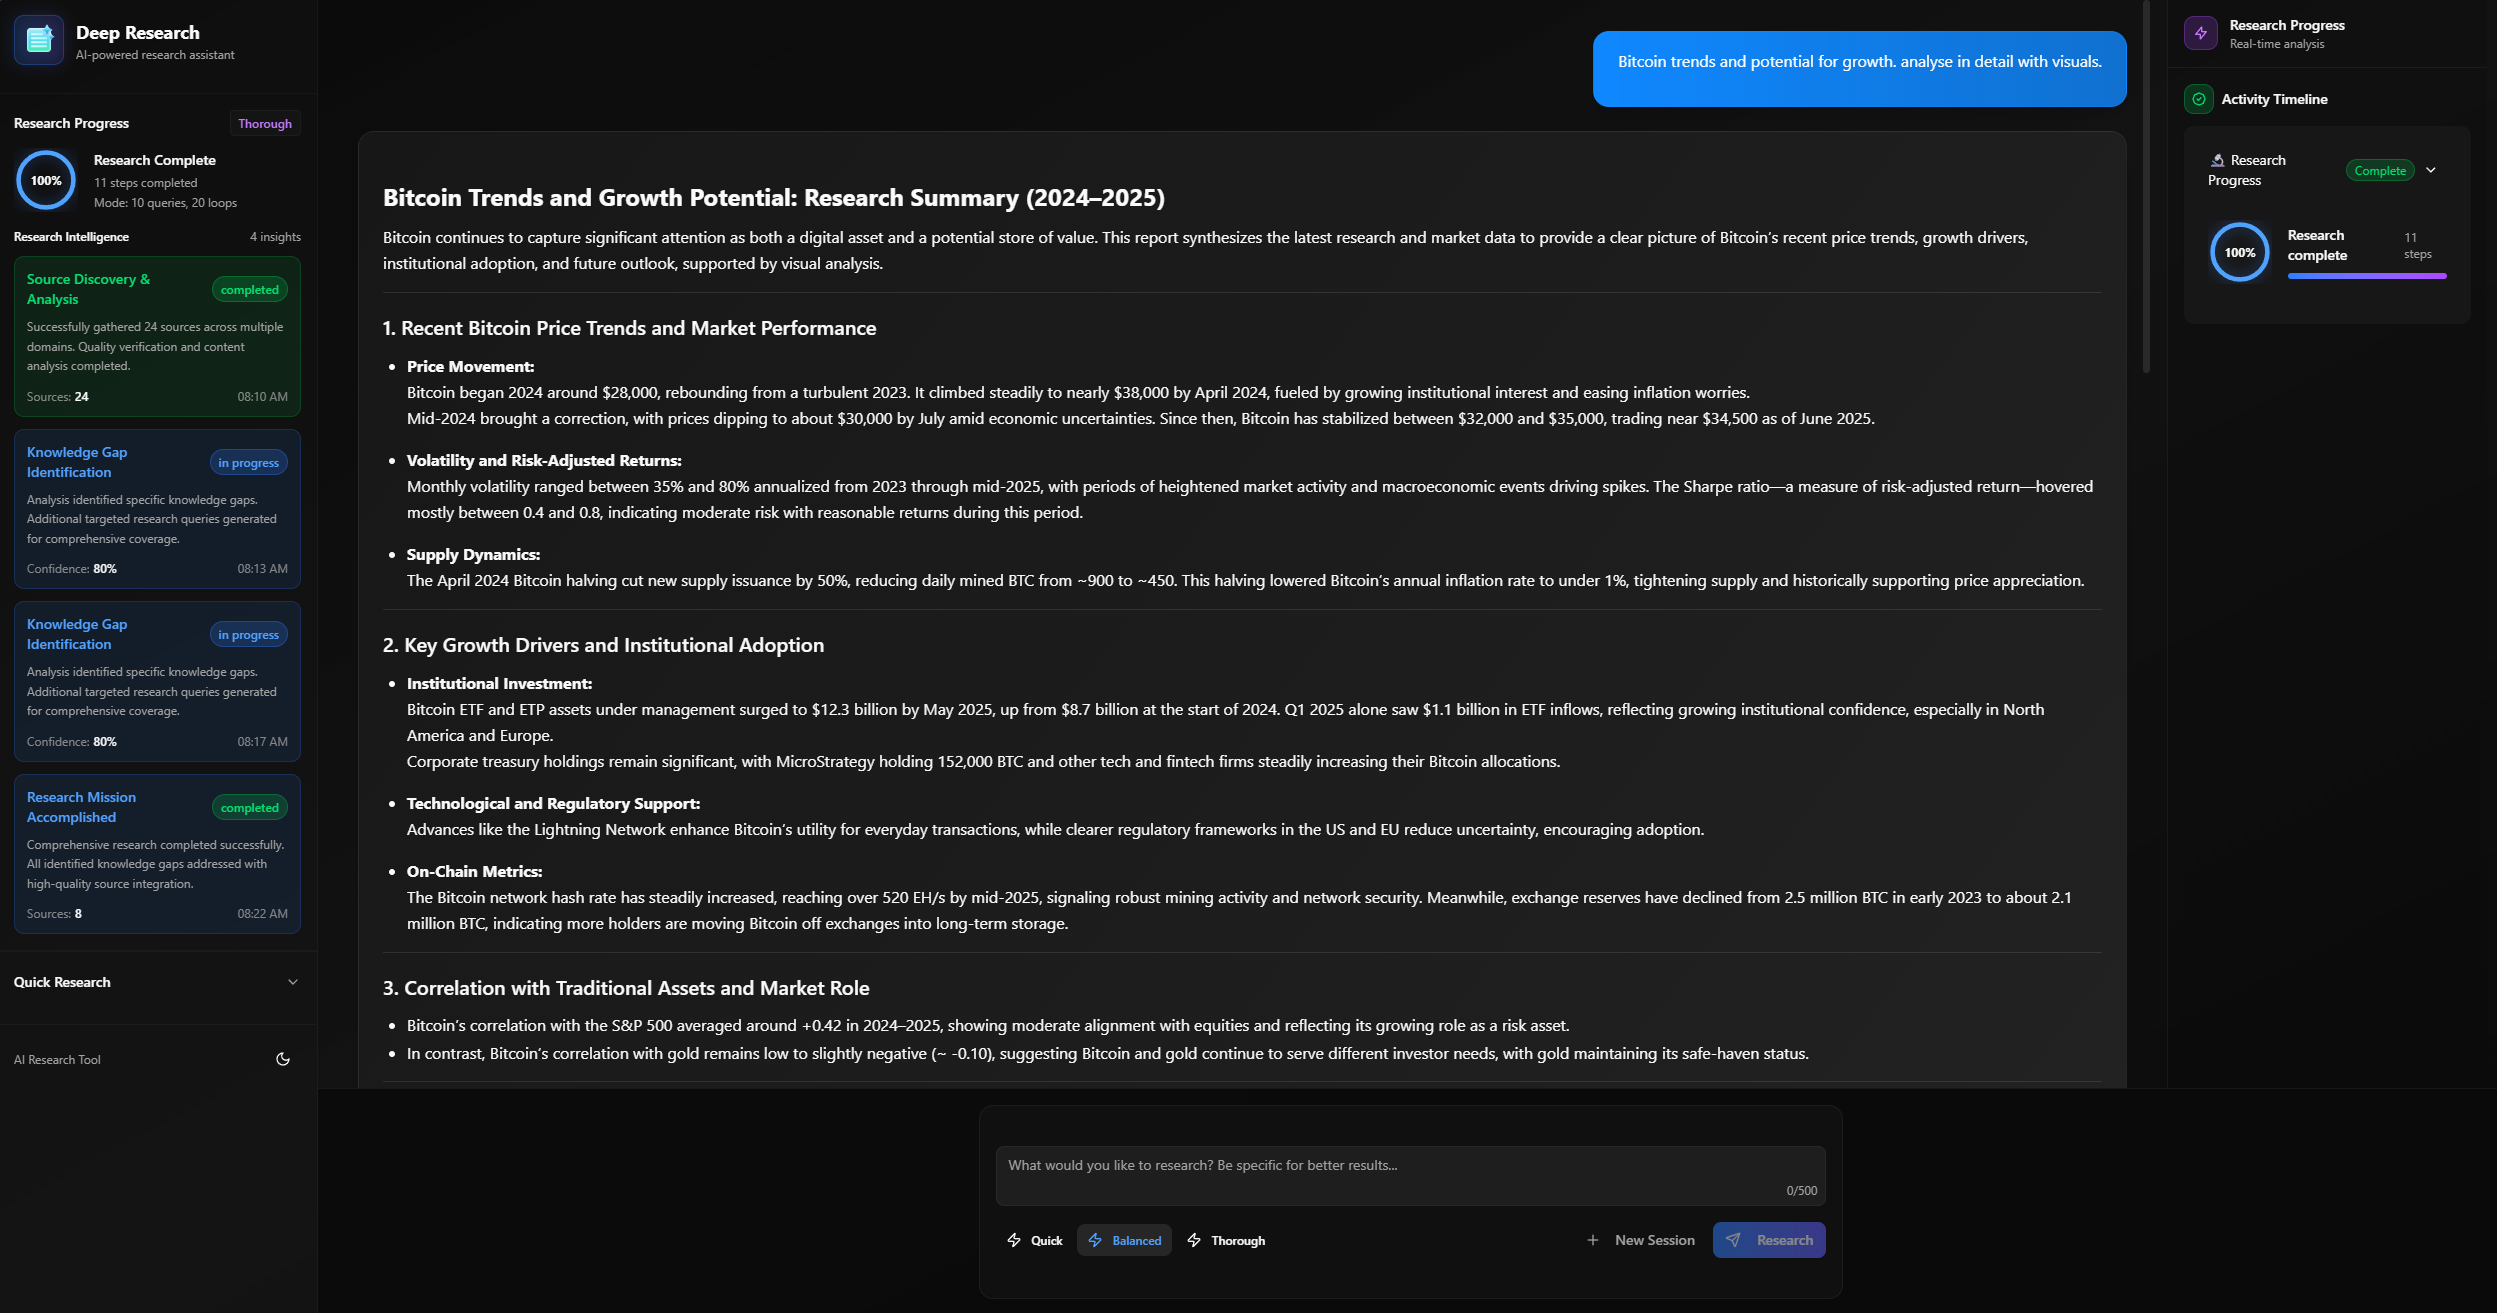 Deep Research
AI-powered research assistant
Research Progress
Thorough
100%
Research Complete
11 steps completed
Mode: 10 queries, 20 loops
Research Intelligence
4 insights
Source Discovery &
Analysis
completed
Successfully gathered 24 sources across multiple
domains. Quality verification and content
analysis completed.
Sources: 24
08:10 AM
Knowledge Gap
Identification
in progress
Analysis identified specific knowledge gaps.
Additional targeted research queries generated
for comprehensive coverage.
Confidence: 80%
08:13 AM
Knowledge Gap
Identification
in progress
Analysis identified specific knowledge gaps.
Additional targeted research queries generated
for comprehensive coverage.
Confidence: 80%
08:17 AM
Research Mission
Accomplished
completed
Comprehensive research completed successfully.
All identified knowledge gaps addressed with
high-quality source integration.
Sources: 8
08:22 AM
Quick Research
AI Research Tool
Bitcoin trends and potential for growth. analyse in detail with visuals.
Bitcoin Trends and Growth Potential: Research Summary (2024–2025)
Bitcoin continues to capture significant attention as both a digital asset and a potential store of value. This report synthesizes the latest research and market data to provide a clear picture of Bitcoin's recent price trends, growth drivers,
institutional adoption, and future outlook, supported by visual analysis.
1. Recent Bitcoin Price Trends and Market Performance
• Price Movement:
Bitcoin began 2024 around $28,000, rebounding from a turbulent 2023. It climbed steadily to nearly $38,000 by April 2024, fueled by growing institutional interest and easing inflation worries.
Mid-2024 brought a correction, with prices dipping to about $30,000 by July amid economic uncertainties. Since then, Bitcoin has stabilized between $32,000 and $35,000, trading near $34,500 as of June 2025.
• Volatility and Risk-Adjusted Returns:
Monthly volatility ranged between 35% and 80% annualized from 2023 through mid-2025, with periods of heightened market activity and macroeconomic events driving spikes. The Sharpe ratio—a measure of risk-adjusted return—hovered
mostly between 0.4 and 0.8, indicating moderate risk with reasonable returns during this period.
• Supply Dynamics:
The April 2024 Bitcoin halving cut new supply issuance by 50%, reducing daily mined BTC from ~900 to ~450. This halving lowered Bitcoin's annual inflation rate to under 1%, tightening supply and historically supporting price appreciation.
2. Key Growth Drivers and Institutional Adoption
• Institutional Investment:
Bitcoin ETF and ETP assets under management surged to $12.3 billion by May 2025, up from $8.7 billion at the start of 2024. Q1 2025 alone saw $1.1 billion in ETF inflows, reflecting growing institutional confidence, especially in North
America and Europe.
Corporate treasury holdings remain significant, with MicroStrategy holding 152,000 BTC and other tech and fintech firms steadily increasing their Bitcoin allocations.
• Technological and Regulatory Support:
Advances like the Lightning Network enhance Bitcoin's utility for everyday transactions, while clearer regulatory frameworks in the US and EU reduce uncertainty, encouraging adoption.
• On-Chain Metrics:
The Bitcoin network hash rate has steadily increased, reaching over 520 EH/s by mid-2025, signaling robust mining activity and network security. Meanwhile, exchange reserves have declined from 2.5 million BTC in early 2023 to about 2.1
million BTC, indicating more holders are moving Bitcoin off exchanges into long-term storage.
3. Correlation with Traditional Assets and Market Role
• Bitcoin's correlation with the S&P 500 averaged around +0.42 in 2024–2025, showing moderate alignment with equities and reflecting its growing role as a risk asset.
• In contrast, Bitcoin's correlation with gold remains low to slightly negative (~ -0.10), suggesting Bitcoin and gold continue to serve different investor needs, with gold maintaining its safe-haven status.
What would you like to research? Be specific for better results...
0/500
Quick
Balanced
Thorough
New Session
Research
Research Progress
Real-time analysis
Activity Timeline
🔬 Research
Progress
Complete
100%
Research
complete
11
steps